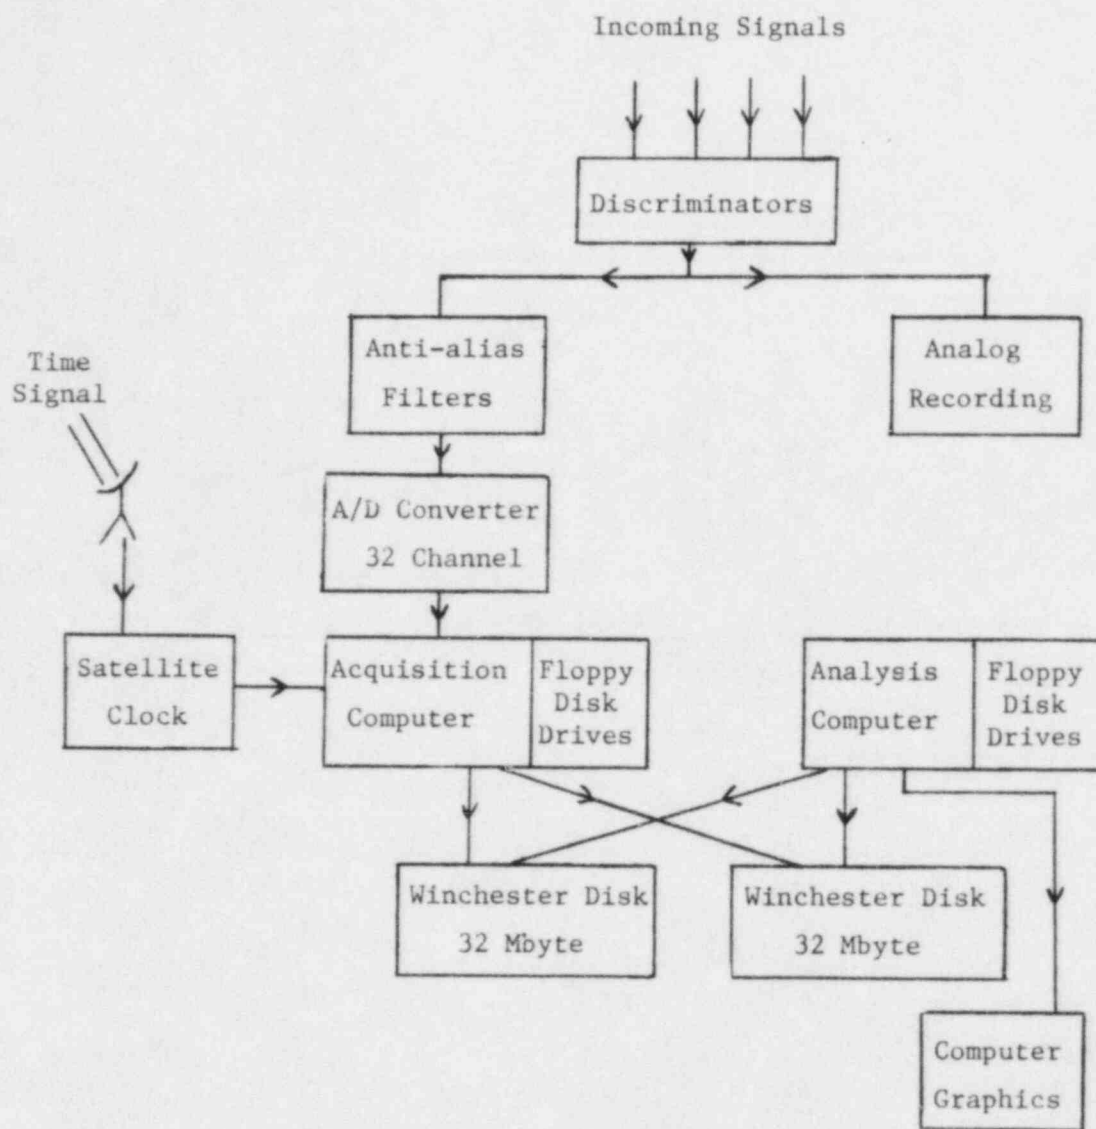 Incoming Signals
Discriminators
Anti-alias
Filters
Analog
Recording
Time
Signal
A/D Converter
32 Channel
Satellite
Clock
Acquisition
Computer
Floppy
Disk
Drives
Analysis
Computer
Floppy
Disk
Drives
Winchester Disk
32 Mbyte
Winchester Disk
32 Mbyte
Computer
Graphics